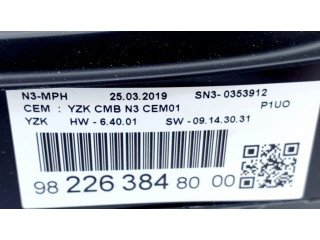 N3-MPH 25.03.2019 SN3- 0353912
CEM : YZK CMB N3 CEM01 P1UO
YZK HW - 6.40.01 SW - 09.14.30.31
98 226 384 80 00